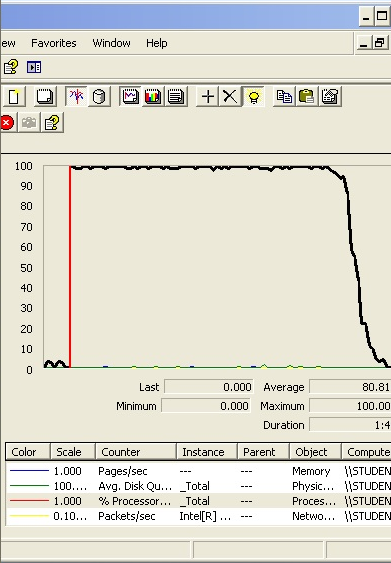 ew Favorites Window Help
100
90
80
70
60
50
40
30
20
10
0
Last 0.000 Average 80.81
Minimum 0.000 Maximum 100.00
Duration 1:4
Color Scale Counter Instance Parent Object Compute
1.000 Pages/sec --- --- Memory \\STUDEN
100.... Avg. Disk Qu... _Total --- Physic... \\STUDEN
1.000 % Processor... _Total --- Proces... \\STUDEN
0.10... Packets/sec Intel[R] ... --- Netwo... \\STUDEN